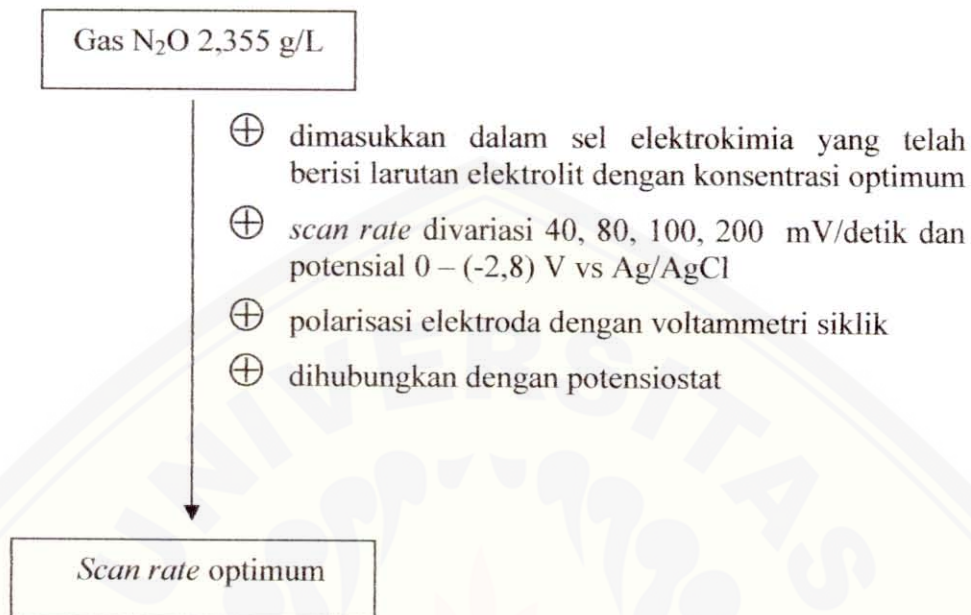 Gas N₂O 2,355 g/L
⊕ dimasukkan dalam sel elektrokimia yang telah
berisi larutan elektrolit dengan konsentrasi optimum
⊕ scan rate divariasi 40, 80, 100, 200 mV/detik dan
potensial 0 – (-2,8) V vs Ag/AgCl
⊕ polarisasi elektroda dengan voltammetri siklik
⊕ dihubungkan dengan potensiostat
UNIVERSITAS
Scan rate optimum